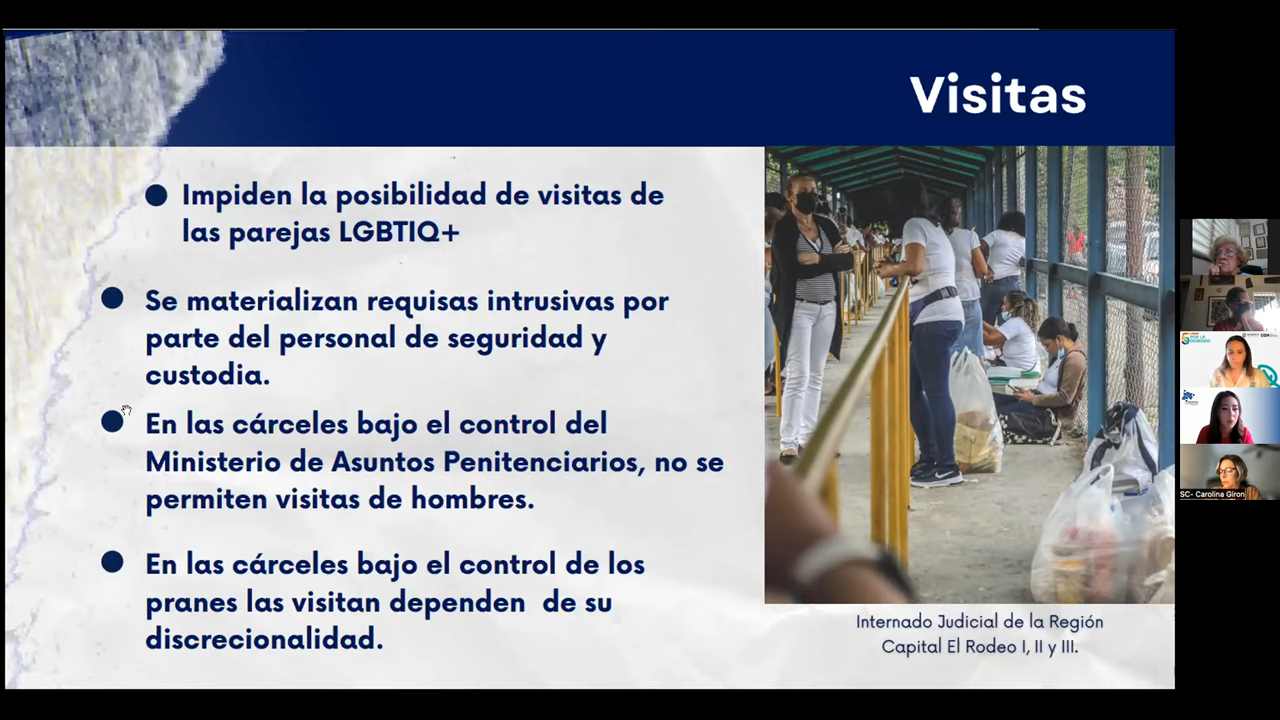 Visitas
Impiden la posibilidad de visitas de
las parejas LGBTIQ+
Se materializan requisas intrusivas por
parte del personal de seguridad y
custodia.
En las cárceles bajo el control del
Ministerio de Asuntos Penitenciarios, no se
permiten visitas de hombres.
En las cárceles bajo el control de los
pranes las visitan dependen de su
discrecionalidad.
Internado Judicial de la Región
Capital El Rodeo I, II y III.
SC- Carolina Giron